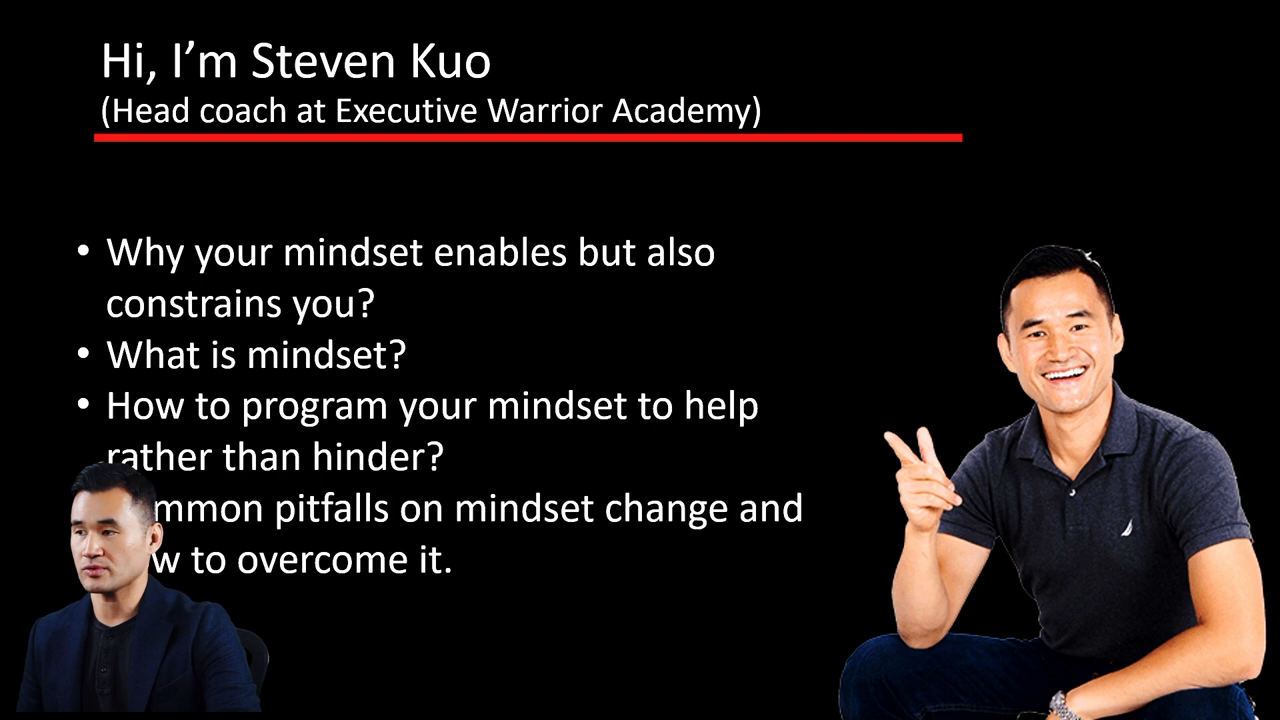 Hi, I’m Steven Kuo
(Head coach at Executive Warrior Academy)
• Why your mindset enables but also
constrains you?
• What is mindset?
• How to program your mindset to help
rather than hinder?
mmon pitfalls on mindset change and
w to overcome it.